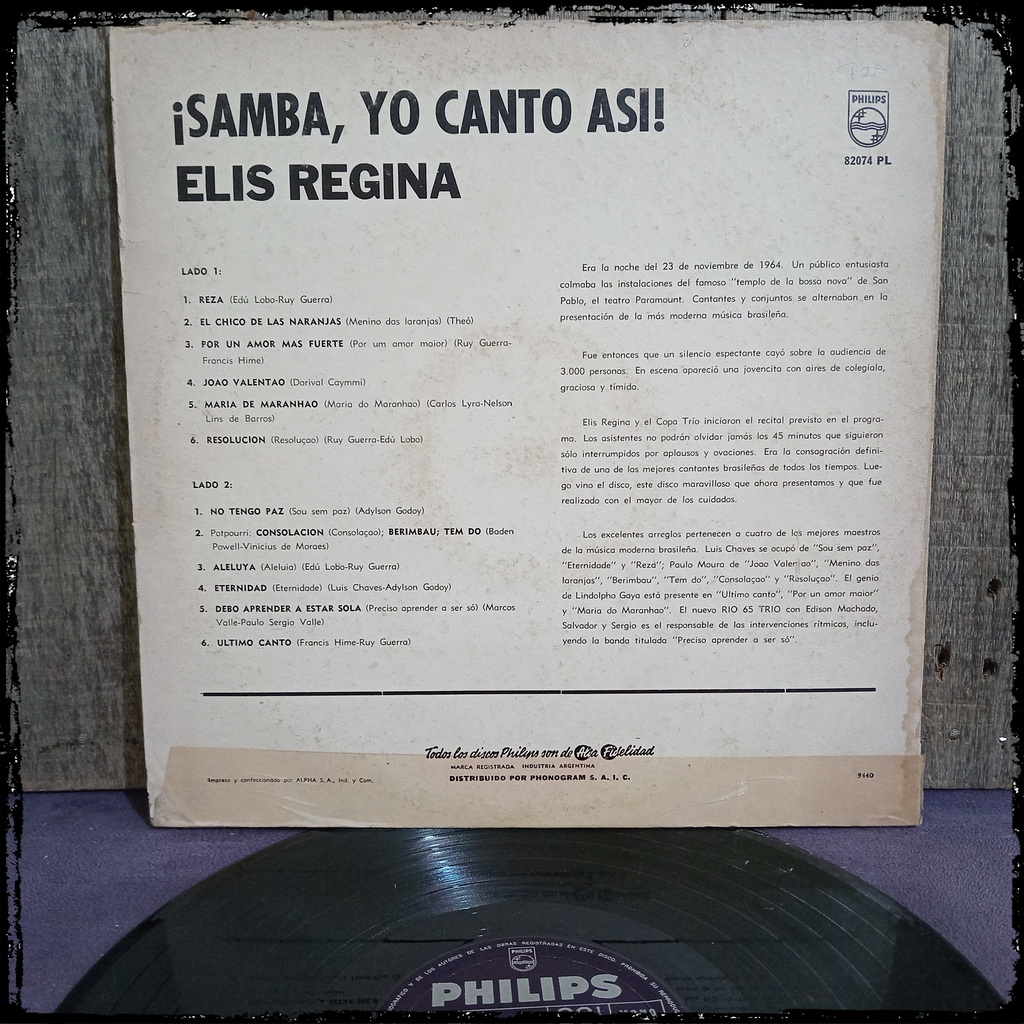 ¡SAMBA, YO CANTO ASI!
ELIS REGINA
PHILIPS
82074 PL
LADO 1:
1. REZA (Edú Lobo-Ruy Guerra)
2. EL CHICO DE LAS NARANJAS (Menino das laranjas) (Theó)
3. POR UN AMOR MAS FUERTE (Por um amor maior) (Ruy Guerra-
Francis Hime)
4. JOAO VALENTAO (Dorival Caymmi)
5. MARIA DE MARANHAO (Maria do Maranhao) (Carlos Lyra-Nelson
Lins de Barros)
6. RESOLUCION (Resoluçao) (Ruy Guerra-Edú Lobo)
LADO 2:
1. NO TENGO PAZ (Sou sem paz) (Adylson Godoy)
2. Potpourri: CONSOLACION (Consolaçao); BERIMBAU; TEM DO (Baden
Powell-Vinicius de Moraes)
3. ALELUYA (Aleluia) (Edú Lobo-Ruy Guerra)
4. ETERNIDAD (Eternidade) (Luis Chaves-Adylson Godoy)
5. DEBO APRENDER A ESTAR SOLA (Preciso aprender a ser só) (Marcos
Valle-Paulo Sergio Valle)
6. ULTIMO CANTO (Francis Hime-Ruy Guerra)
Era la noche del 23 de noviembre de 1964. Un público entusiasta
colmaba las instalaciones del famoso "templo de la bossa nova" de San
Pablo, el teatro Paramount. Cantantes y conjuntos se alternaban en la
presentación de la más moderna música brasileña.
Fue entonces que un silencio espectante cayó sobre la audiencia de
3.000 personas. En escena apareció una jovencita con aires de colegiala,
graciosa y tímida.
Elis Regina y el Copa Trío iniciaron el recital previsto en el progra-
ma. Los asistentes no podrán olvidar jamás los 45 minutos que siguieron
sólo interrumpidos por aplausos y ovaciones. Era la consagración defini-
tiva de una de las mejores cantantes brasileñas de todos los tiempos. Lue-
go vino el disco, este disco maravilloso que ahora presentamos y que fue
realizado con el mayor de los cuidados.
Los excelentes arreglos pertenecen a cuatro de los mejores maestros
de la música moderna brasileña. Luis Chaves se ocupó de "Sou sem paz",
"Eternidade" y "Reza"; Paulo Moura de "Joao Valen ao", "Menino das
laranjas", "Berimbau", "Tem do", "Consolaçao" y "Resoluçao". El genio
de Lindolpho Gaya está presente en "Ultimo canto", "Por un amor maior"
y "Maria do Maranhao". El nuevo RIO 65 TRIO con Edison Machado,
Salvador y Sergio es el responsable de las intervenciones rítmicas, inclu-
yendo la banda titulada "Preciso aprender a ser só".
Todos los discos Philips son de Alta Fidelidad
MARCA REGISTRADA INDUSTRIA ARGENTINA
DISTRIBUIDO POR PHONOGRAM S. A. I. C.
Impreso y confeccionado por ALPHA S. A., Ind. y Com.
9440
Y DE LOS AUTORES DE LAS OBRAS REGISTRADAS EN ESTE DISCO. PROHIBIDA SU
PHILIPS